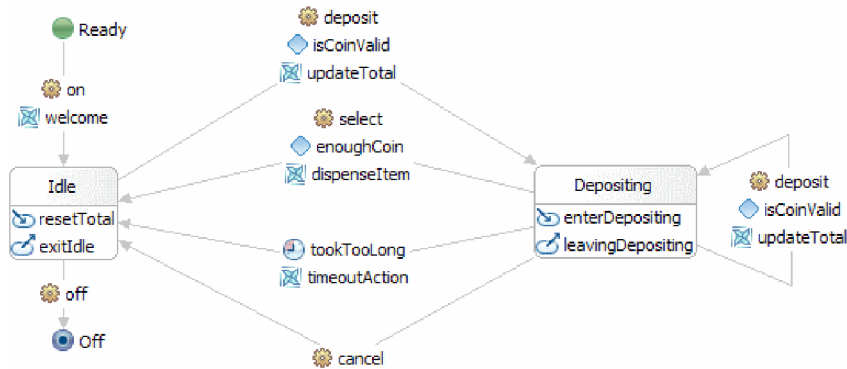 Ready
on
welcome
Idle
resetTotal
exitIdle
off
Off
deposit
isCoinValid
updateTotal
select
enoughCoin
dispenseItem
tookTooLong
timeoutAction
cancel
Depositing
enterDepositing
leavingDepositing
deposit
isCoinValid
updateTotal